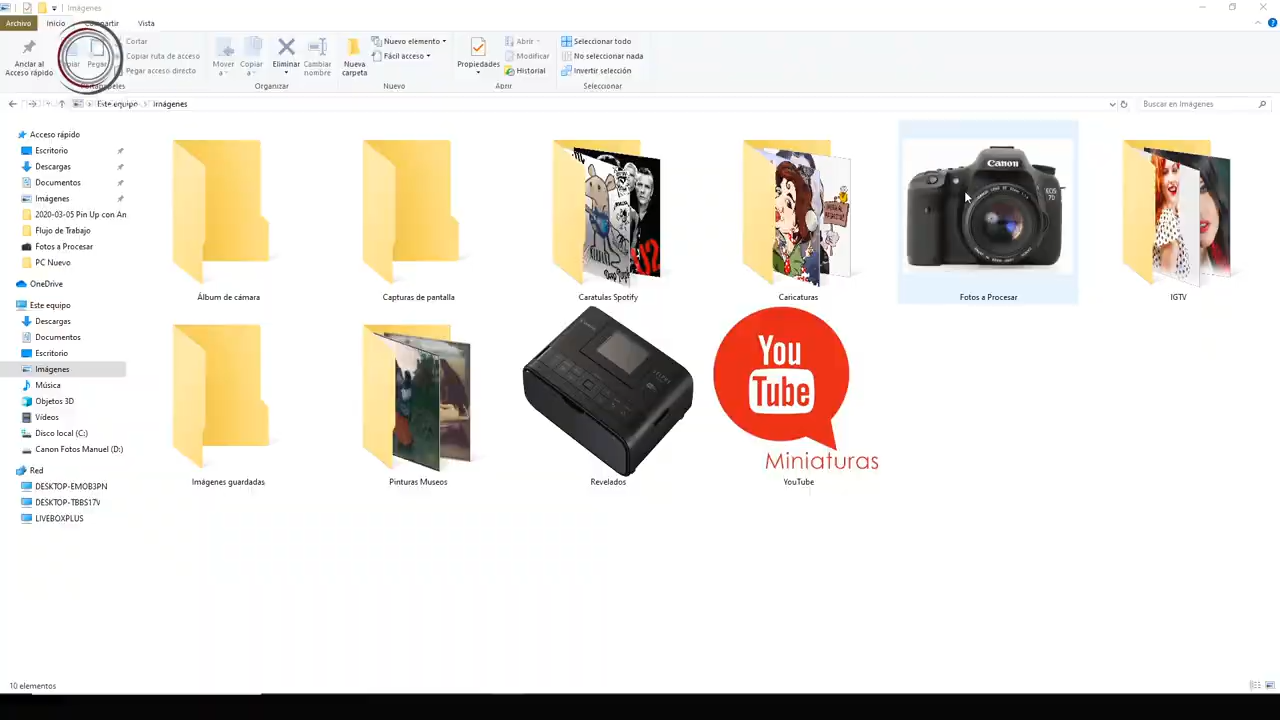 Imágenes
Archivo Inicio Compartir Vista
Anclar al
Acceso rápido
Pegar
Cortar
Copiar ruta de acceso
Pegar acceso directo
Portapapeles
Mover
a
Copiar
a
Eliminar
Cambiar
nombre
Organizar
Nueva
carpeta
Nuevo elemento
Fácil acceso
Nuevo
Propiedades
Abrir
Modificar
Historial
Abrir
Seleccionar todo
No seleccionar nada
Invertir selección
Seleccionar
Este equipo Imágenes
Buscar en Imágenes
Acceso rápido
Escritorio
Descargas
Documentos
Imágenes
2020-03-05 Pin Up con An
Flujo de Trabajo
Fotos a Procesar
PC Nuevo
OneDrive
Este equipo
Descargas
Documentos
Escritorio
Imágenes
Música
Objetos 3D
Vídeos
Disco local (C:)
Canon Fotos Manuel (D:)
Red
DESKTOP-EMOB3PN
DESKTOP-TBBS17V
LIVEBOXPLUS
Canon
EOS
7D
Álbum de cámara
Capturas de pantalla
Caratulas Spotify
Caricaturas
Fotos a Procesar
IGTV
You
Tube
Miniaturas
Imágenes guardadas
Pinturas Museos
Revelados
YouTube
10 elementos